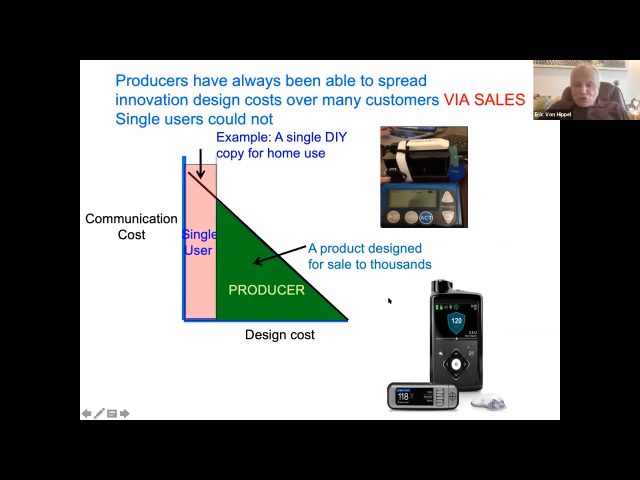 Producers have always been able to spread
innovation design costs over many customers VIA SALES
Single users could not
Eric Von Hippel
Example: A single DIY
copy for home use
Communication
Cost
Single
User
A product designed
for sale to thousands
PRODUCER
Design cost
ACT
120
118